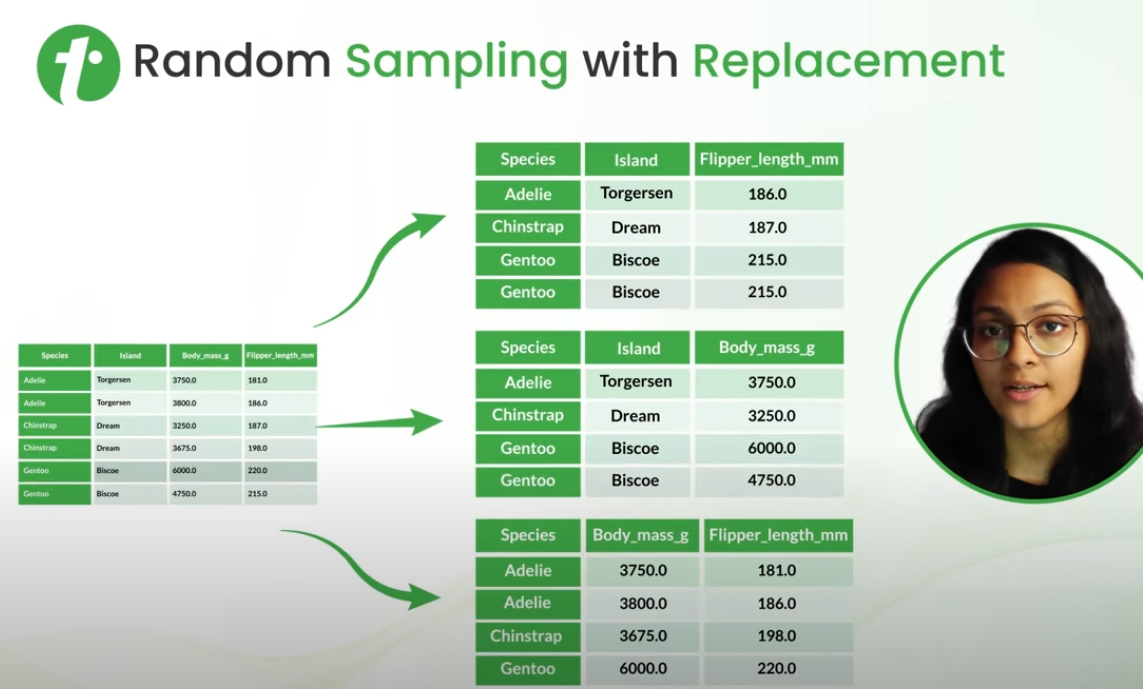 Random Sampling with Replacement
Species Island Flipper_length_mm
Adelie Torgersen 186.0
Chinstrap Dream 187.0
Gentoo Biscoe 215.0
Gentoo Biscoe 215.0
Species Island Body_mass_g Flipper_length_mm
Adelie Torgersen 3750.0 181.0
Adelie Torgersen 3800.0 186.0
Chinstrap Dream 3250.0 187.0
Chinstrap Dream 3675.0 198.0
Gentoo Biscoe 6000.0 220.0
Gentoo Biscoe 4750.0 215.0
Species Island Body_mass_g
Adelie Torgersen 3750.0
Chinstrap Dream 3250.0
Gentoo Biscoe 6000.0
Gentoo Biscoe 4750.0
Species Body_mass_g Flipper_length_mm
Adelie 3750.0 181.0
Adelie 3800.0 186.0
Chinstrap 3675.0 198.0
Gentoo 6000.0 220.0